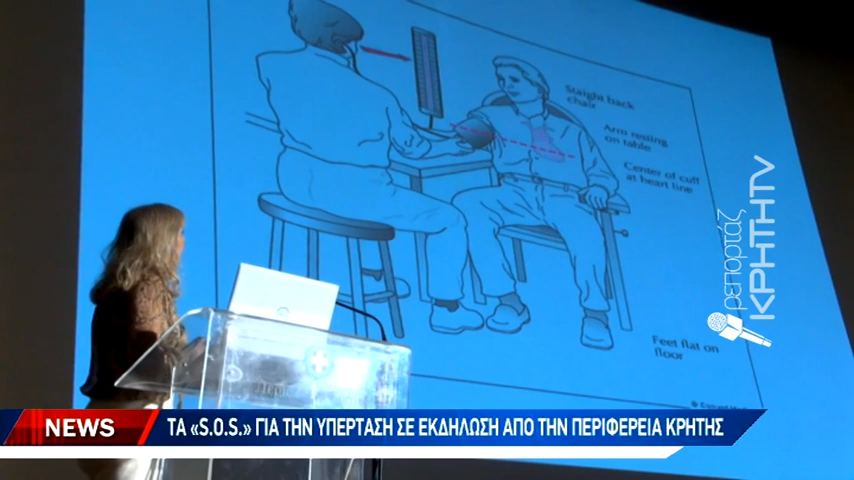 Staight back
chair
Arm resting
on table
Center of cuff
at heart line
Feet flat on
floor
ρεπορτάζ
ΚΡΗΤΗTV
NEWS
ΤΑ «S.O.S.» ΓΙΑ ΤΗΝ ΥΠΕΡΤΑΣΗ ΣΕ ΕΚΔΗΛΩΣΗ ΑΠΟ ΤΗΝ ΠΕΡΙΦΕΡΕΙΑ ΚΡΗΤΗΣ